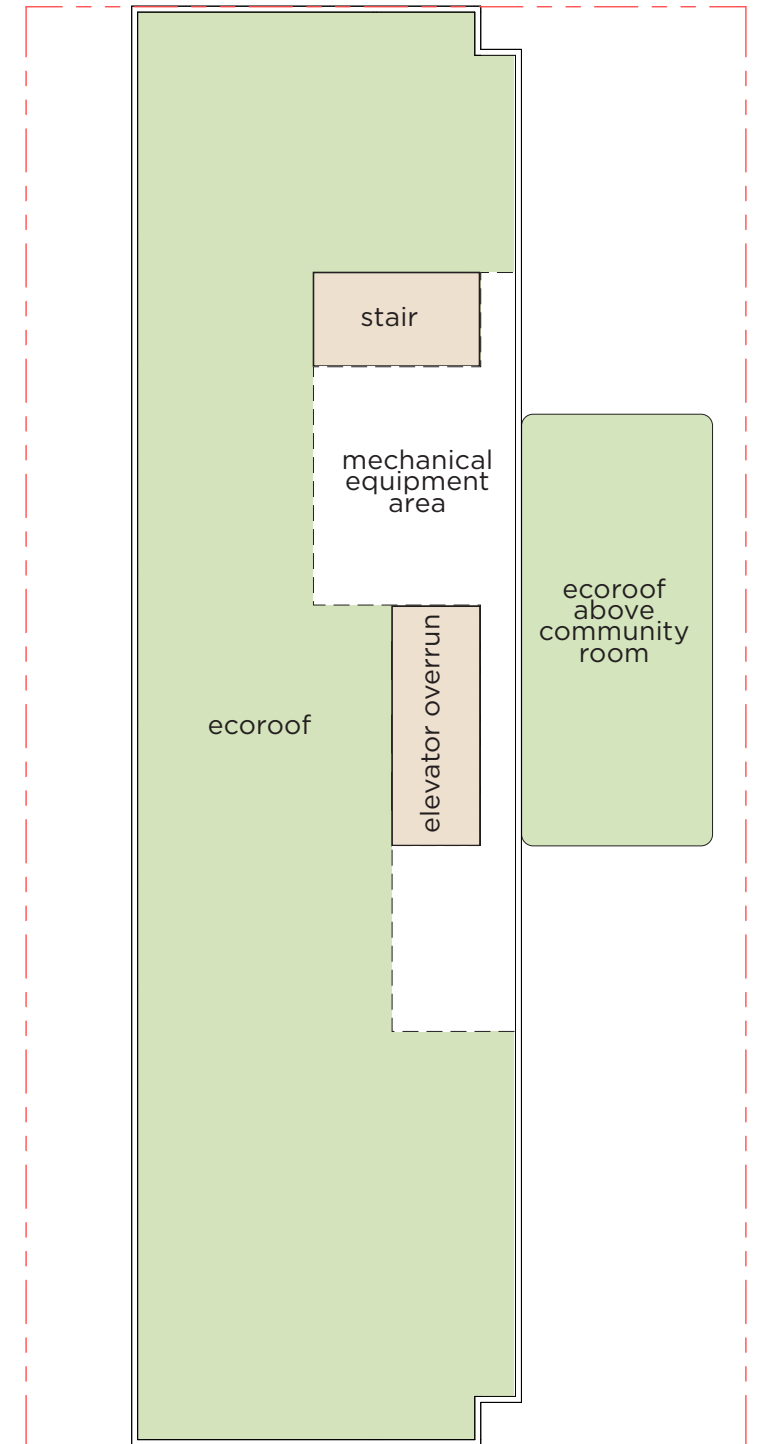 stair
mechanical
equipment
area
ecoroof
above
community
room
elevator overrun
ecoroof